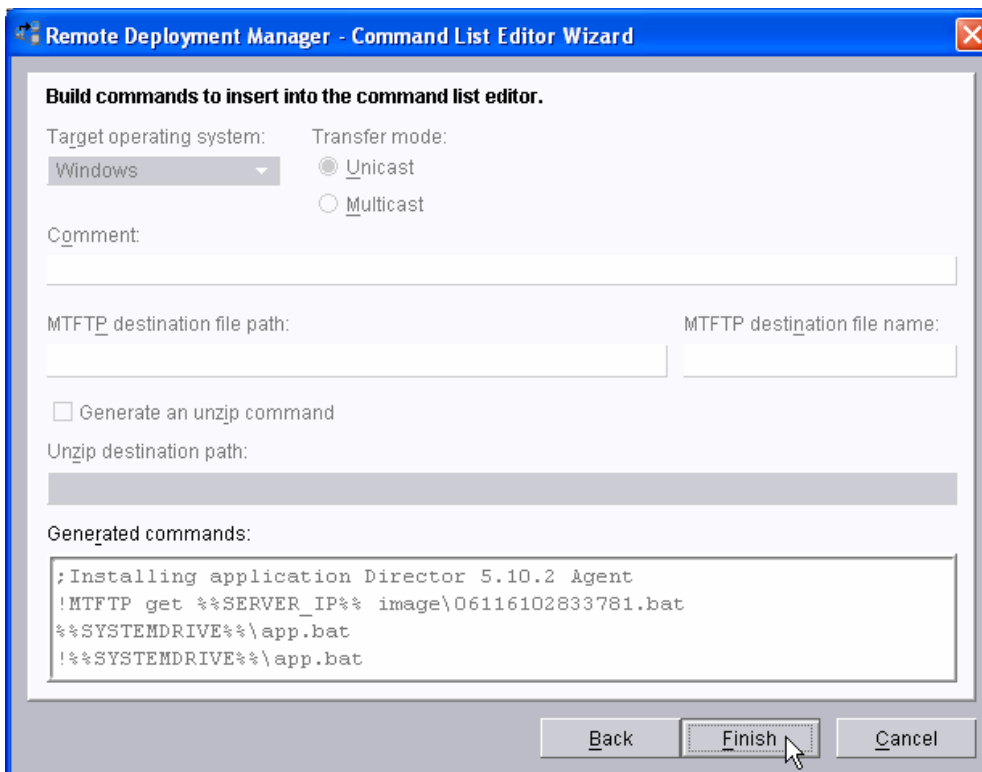 Remote Deployment Manager - Command List Editor Wizard
Build commands to insert into the command list editor.
Target operating system: Transfer mode:
Windows Unicast
Multicast
Comment:
MTFTP destination file path: MTFTP destination file name:
Generate an unzip command
Unzip destination path:
Generated commands:
;Installing application Director 5.10.2 Agent
!MTFTP get %%SERVER_IP%% image\06116102833781.bat
%%SYSTEMDRIVE%%\app.bat
!%%SYSTEMDRIVE%%\app.bat
Back Finish Cancel